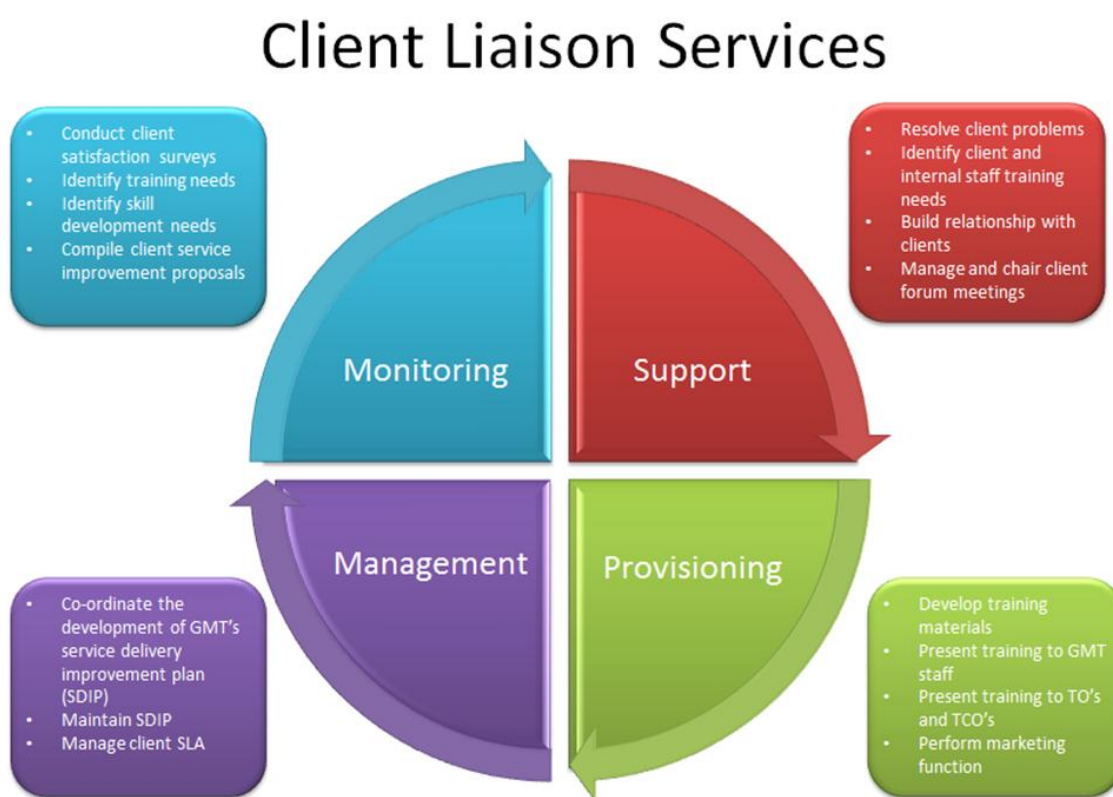 Client Liaison Services
• Conduct client
satisfaction surveys
• Identify training needs
• Identify skill
development needs
• Compile client service
improvement proposals
• Resolve client problems
• Identify client and
internal staff training
needs
• Build relationship with
clients
• Manage and chair client
forum meetings
Monitoring
Support
Management
Provisioning
• Co-ordinate the
development of GMT's
service delivery
improvement plan
(SDIP)
• Maintain SDIP
• Manage client SLA
• Develop training
materials
• Present training to GMT
staff
• Present training to TO's
and TCO's
• Perform marketing
function